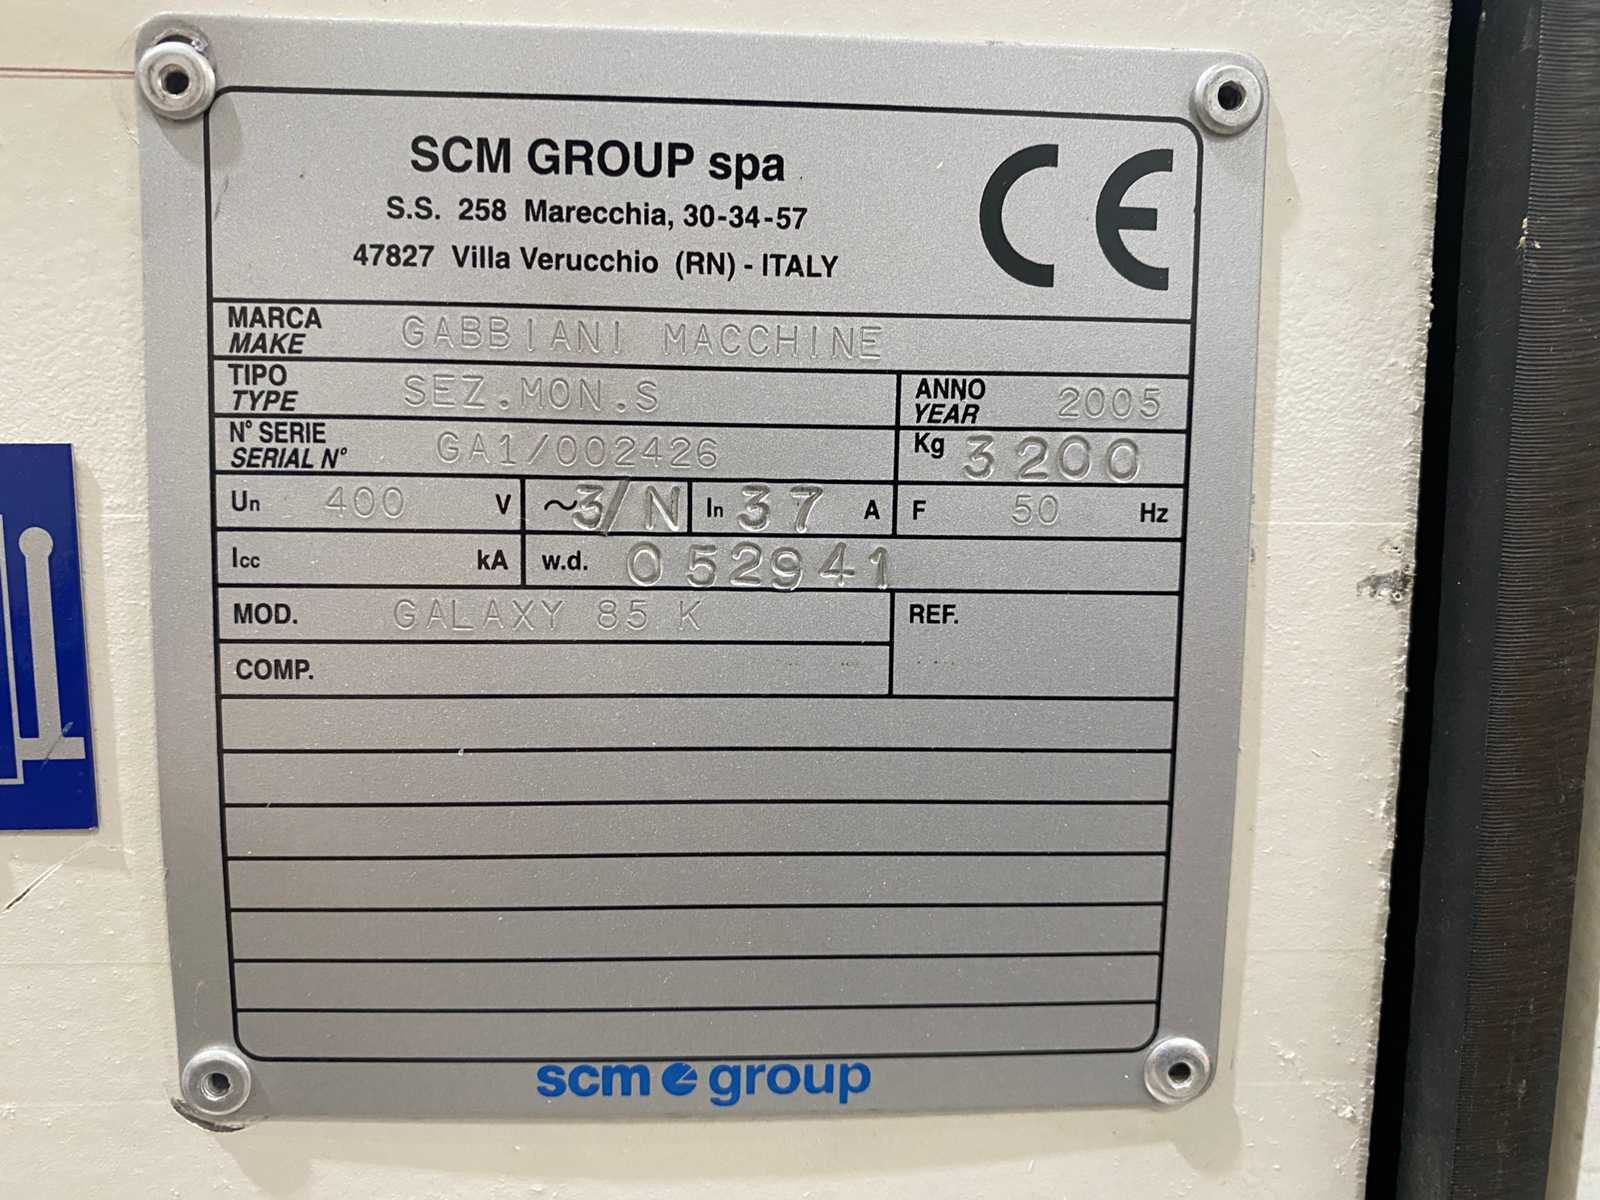 SCM GROUP spa
S.S. 258 Marecchia, 30-34-57
47827 Villa Verucchio (RN) - ITALY
CE
MARCA
MAKE GABBIANI MACCHINE
TIPO
TYPE SEZ.MON.S
ANNO
YEAR 2005
N° SERIE
SERIAL N° GA1/002426
Kg 3200
Un 400 V ~3/N In 37 A F 50 Hz
Icc kA w.d. 052941
MOD. GALAXY 85 K REF.
COMP.
scm group